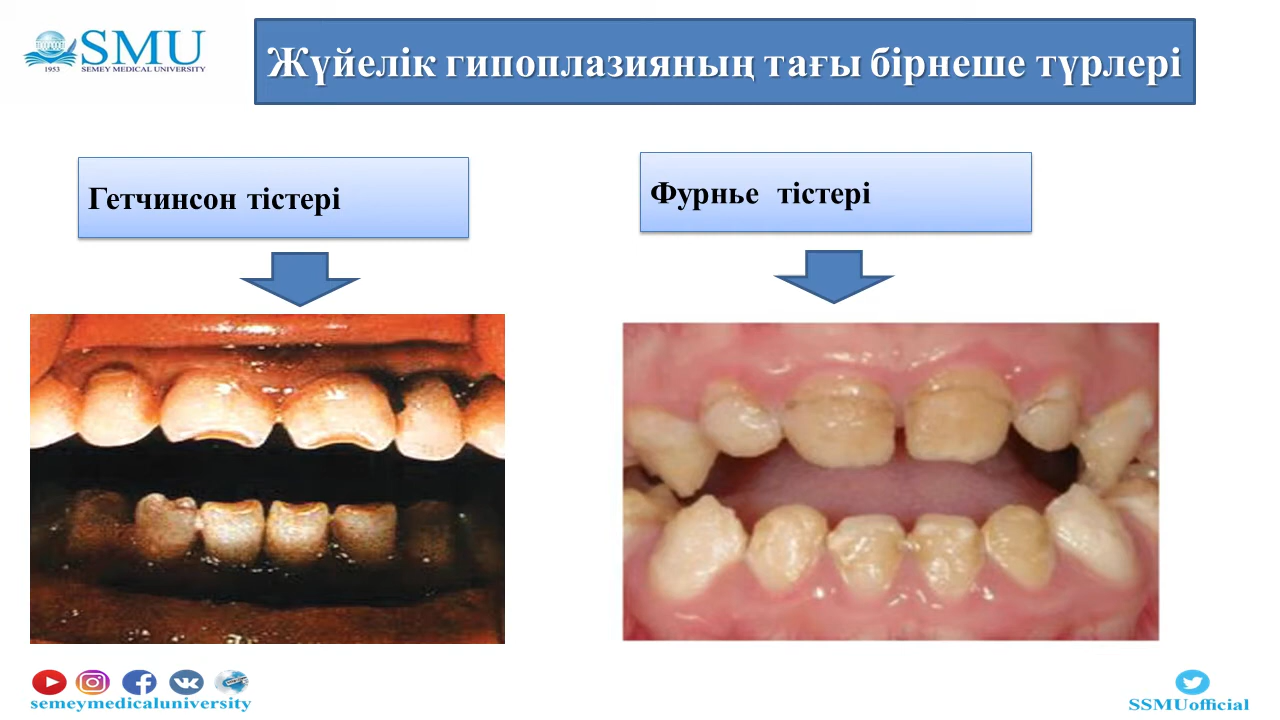 SMU
1953 SEMEY MEDICAL UNIVERSITY
Жүйелік гипоплазияның тағы бірнеше түрлері
Гетчинсон тістері
Фурнье тістері
semeymedicaluniversity
SSMUofficial